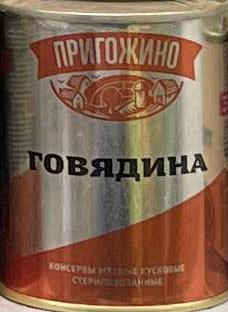 ПРИГОЖИНО
ГОВЯДИНА
КОНСЕРВЫ МЯСНЫЕ КУСКОВЫЕ
СТЕРИЛИЗОВАННЫЕ